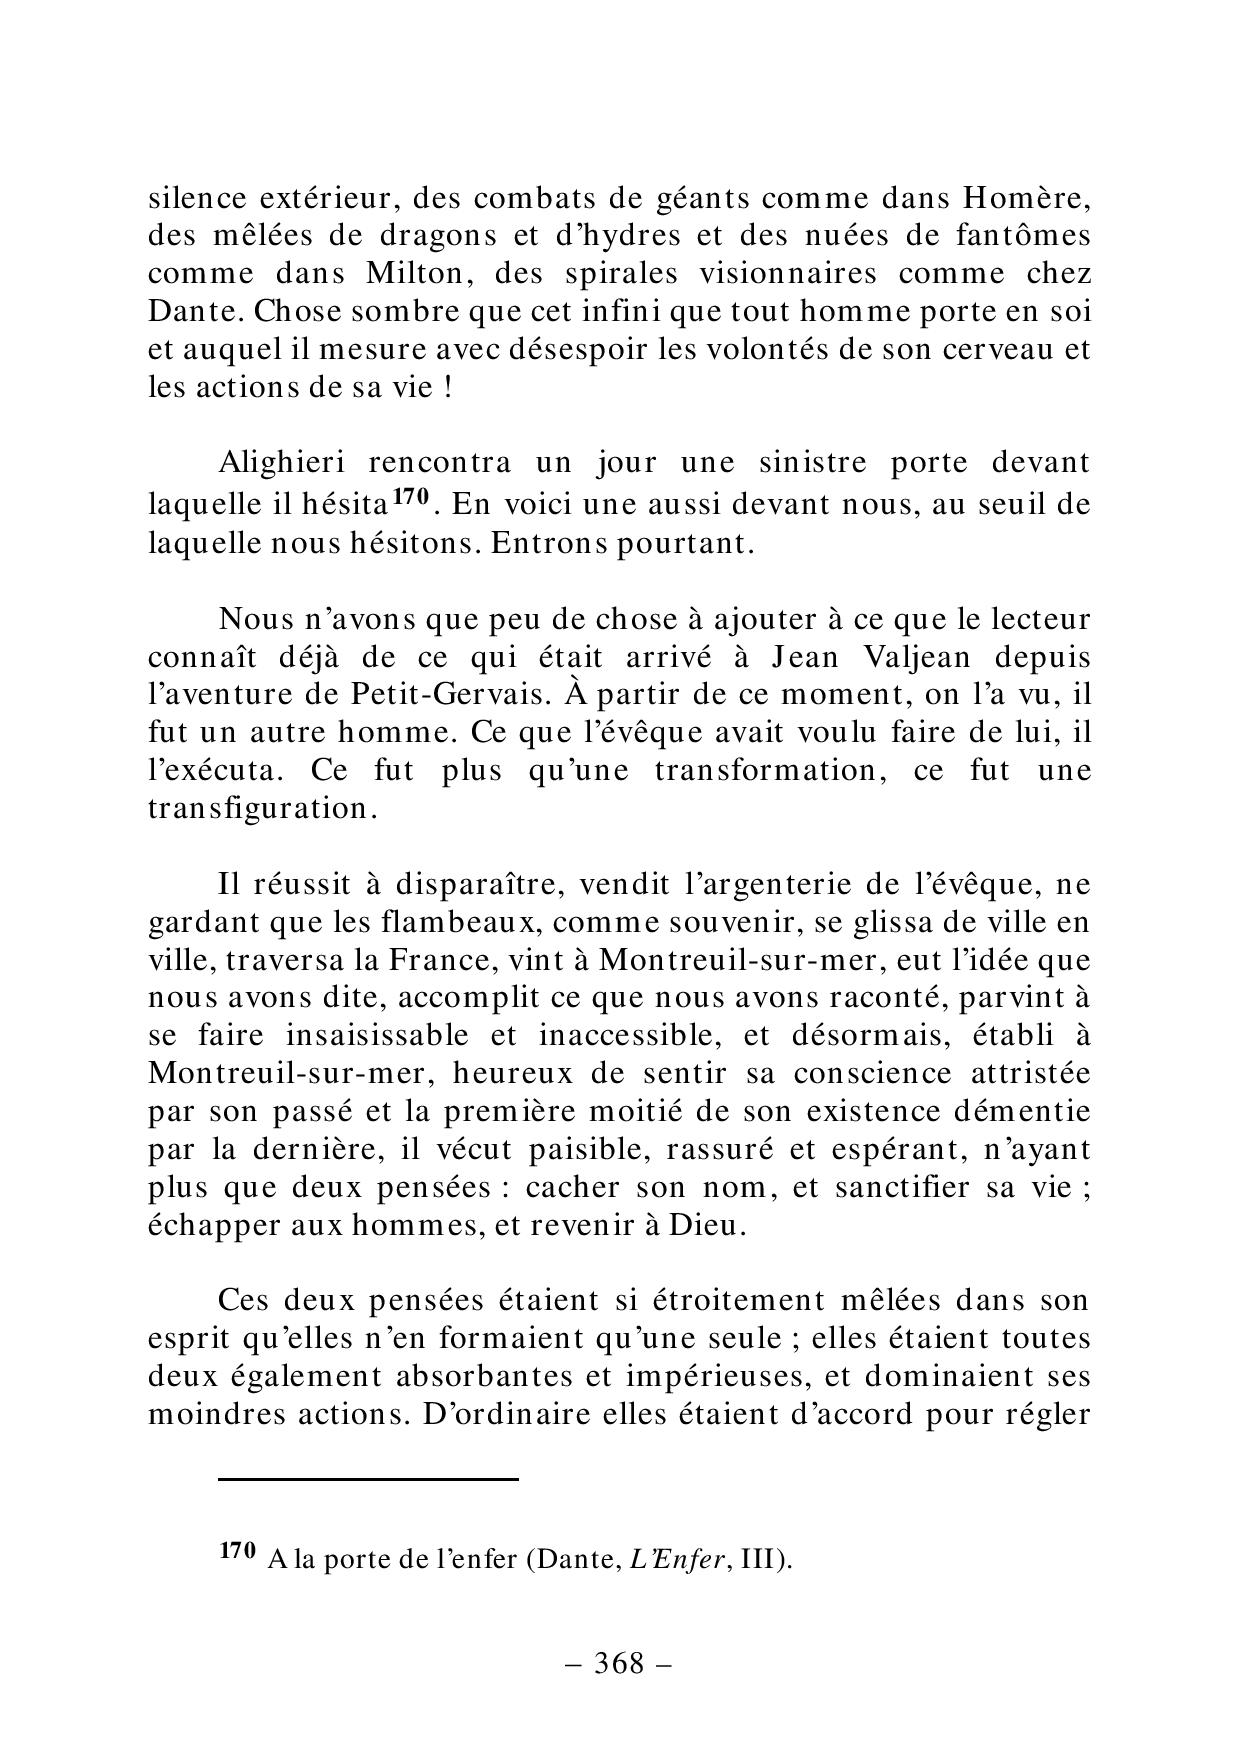 silence extérieur, des combats de géants comme dans Homère,
des mêlées de dragons et d’hydres et des nuées de fantômes
comme dans Milton, des spirales visionnaires comme chez
Dante. Chose sombre que cet infini que tout homme porte en soi
et auquel il mesure avec désespoir les volontés de son cerveau et
les actions de sa vie !
Alighieri rencontra un jour une sinistre porte devant
laquelle il hésita170. En voici une aussi devant nous, au seuil de
laquelle nous hésitons. Entrons pourtant.
Nous n’avons que peu de chose à ajouter à ce que le lecteur
connaît déjà de ce qui était arrivé à Jean Valjean depuis
l’aventure de Petit-Gervais. À partir de ce moment, on l’a vu, il
fut un autre homme. Ce que l’évêque avait voulu faire de lui, il
l’exécuta. Ce fut plus qu’une transformation, ce fut une
transfiguration.
Il réussit à disparaître, vendit l’argenterie de l’évêque, ne
gardant que les flambeaux, comme souvenir, se glissa de ville en
ville, traversa la France, vint à Montreuil-sur-mer, eut l’idée que
nous avons dite, accomplit ce que nous avons raconté, parvint à
se faire insaisissable et inaccessible, et désormais, établi à
Montreuil-sur-mer, heureux de sentir sa conscience attristée
par son passé et la première moitié de son existence démentie
par la dernière, il vécut paisible, rassuré et espérant, n’ayant
plus que deux pensées : cacher son nom, et sanctifier sa vie ;
échapper aux hommes, et revenir à Dieu.
Ces deux pensées étaient si étroitement mêlées dans son
esprit qu’elles n’en formaient qu’une seule ; elles étaient toutes
deux également absorbantes et impérieuses, et dominaient ses
moindres actions. D’ordinaire elles étaient d’accord pour régler
170 A la porte de l’enfer (Dante, L’Enfer, III).
– 368 –